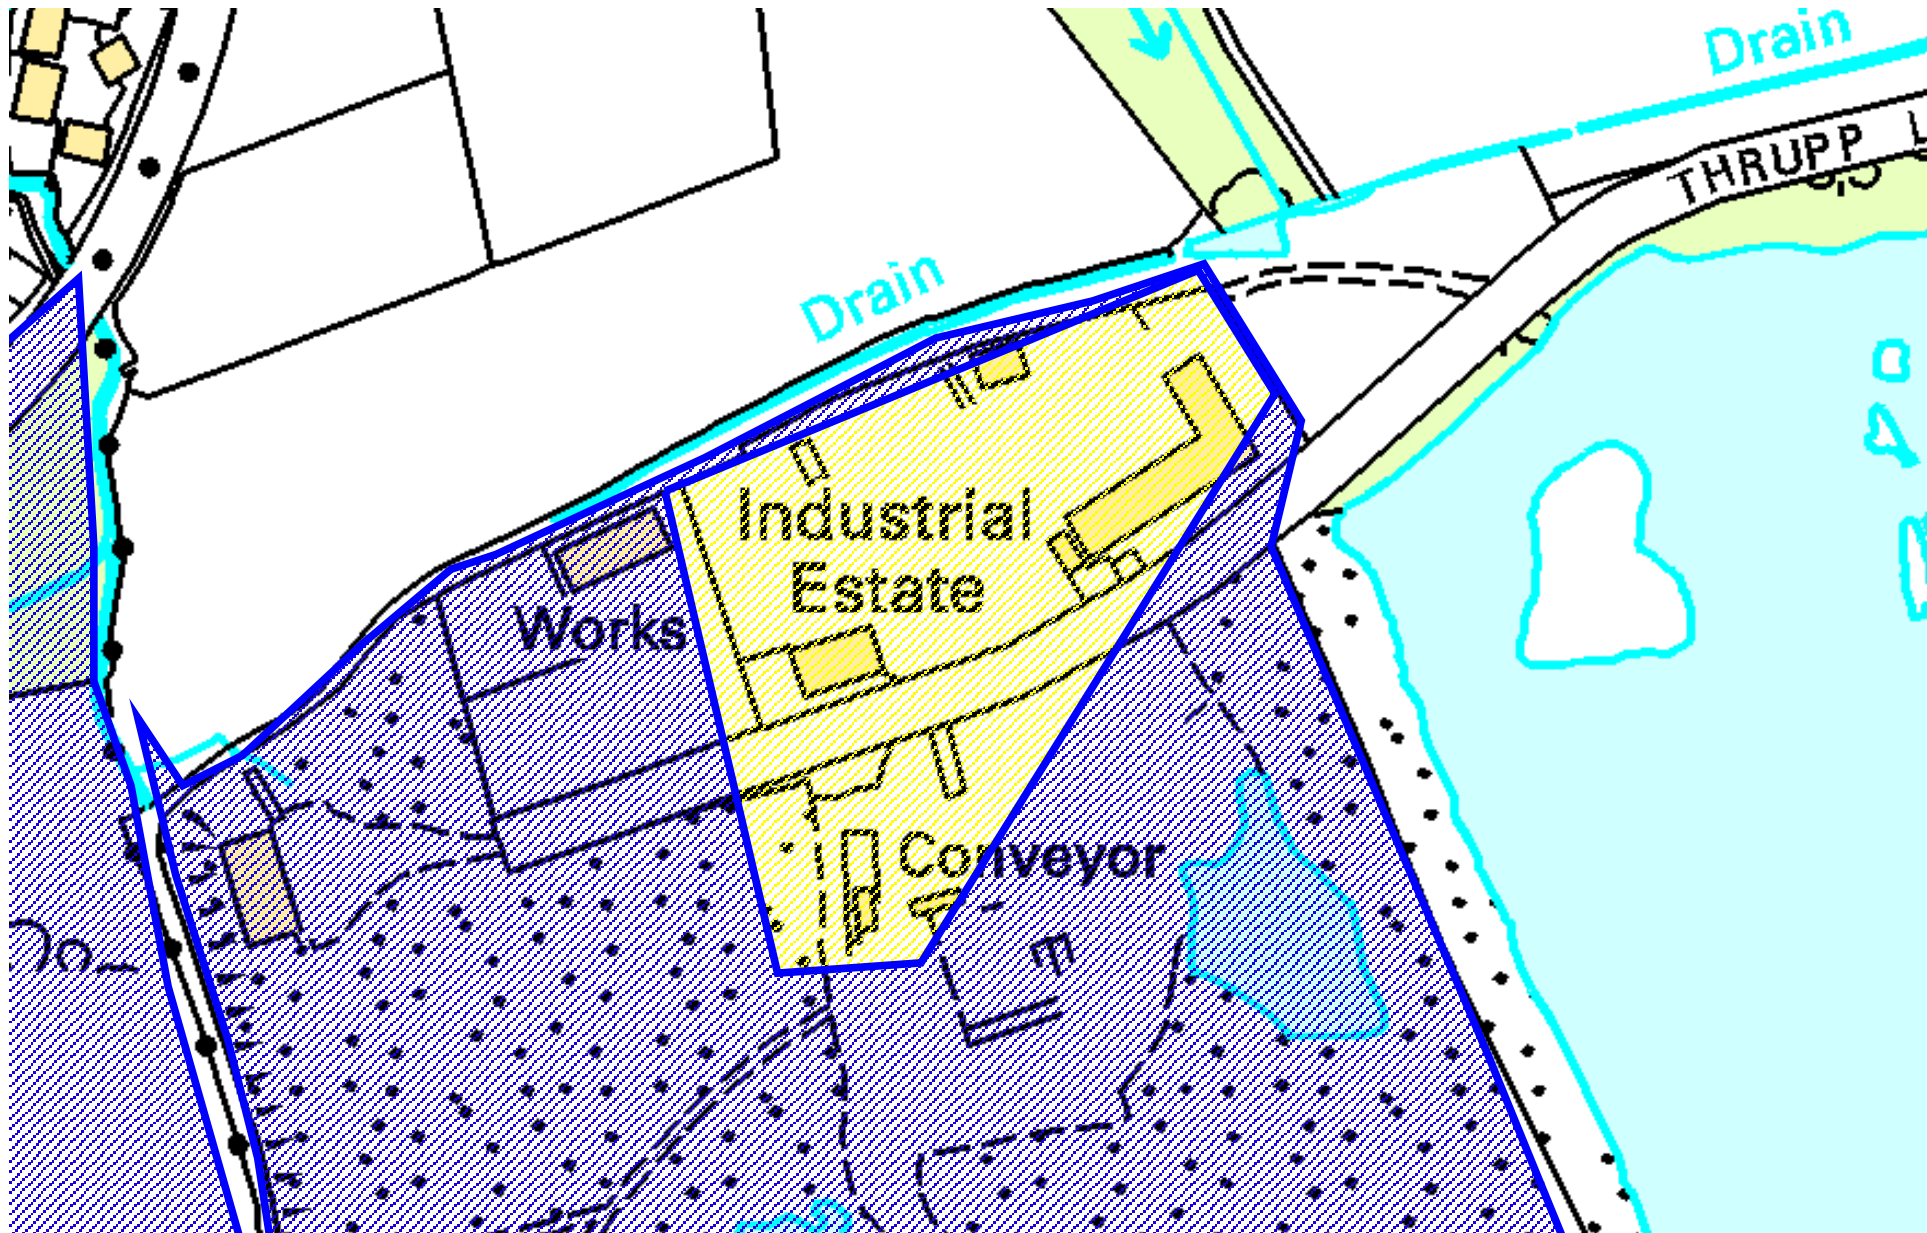 Drain
THRUPP L
Drain
Industrial
Estate
Works
Conveyor